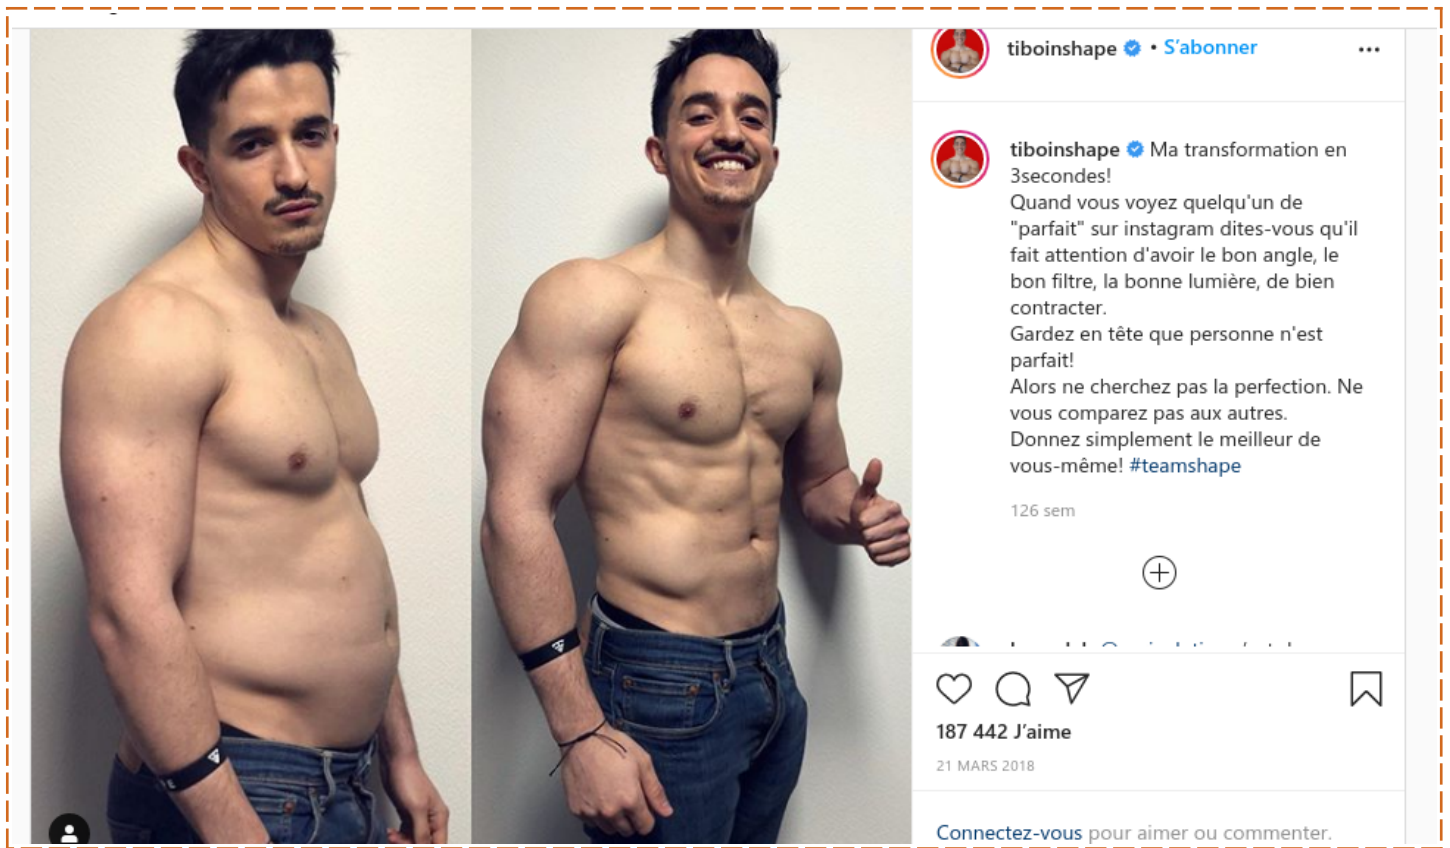 tiboinshape • S'abonner
tiboinshape Ma transformation en
3secondes!
Quand vous voyez quelqu'un de
"parfait" sur instagram dites-vous qu'il
fait attention d'avoir le bon angle, le
bon filtre, la bonne lumière, de bien
contracter.
Gardez en tête que personne n'est
parfait!
Alors ne cherchez pas la perfection. Ne
vous comparez pas aux autres.
Donnez simplement le meilleur de
vous-même! #teamshape
126 sem
187 442 J'aime
21 MARS 2018
Connectez-vous pour aimer ou commenter.